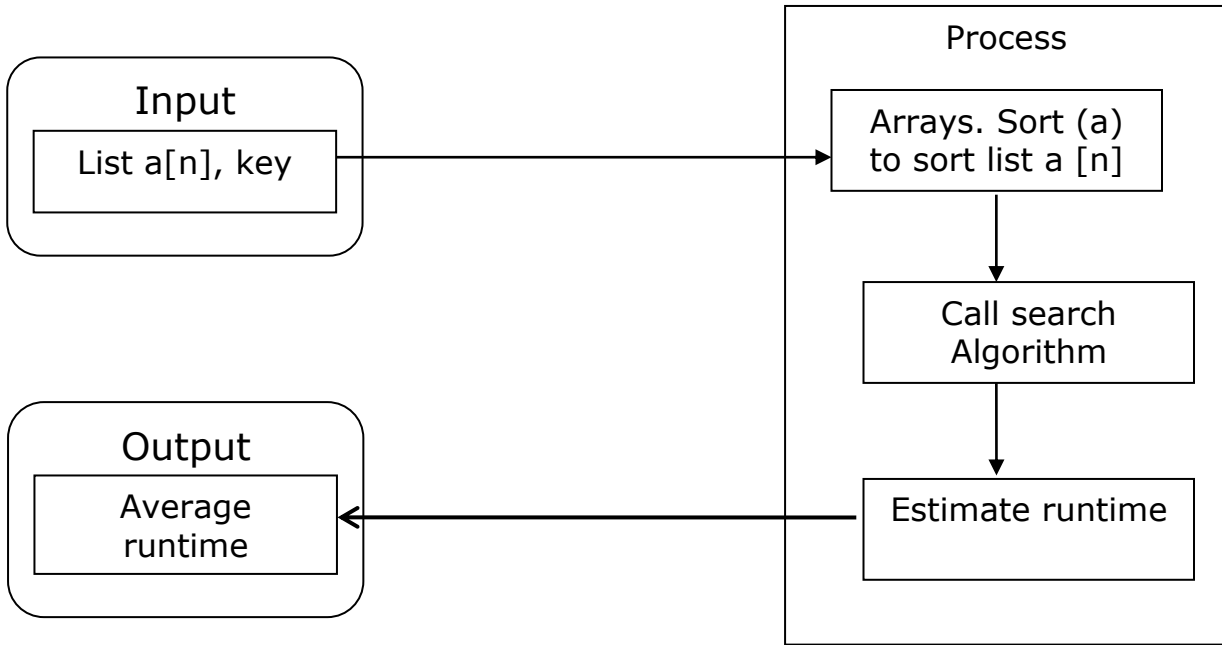 Input
List a[n], key
Process
Arrays. Sort (a)
to sort list a [n]
Call search
Algorithm
Estimate runtime
Output
Average
runtime